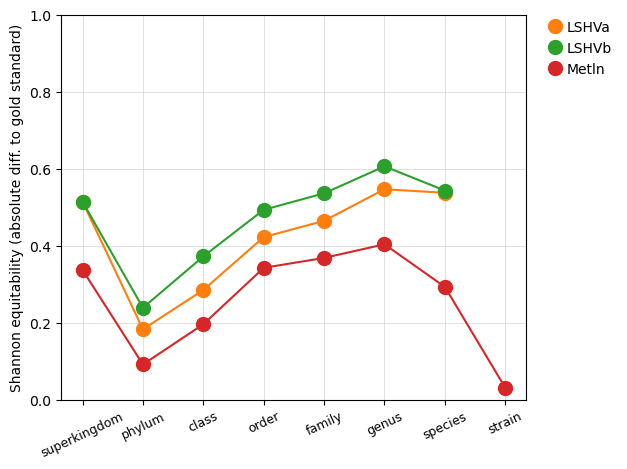 Shannon equitability (absolute diff. to gold standard)
1.0
0.8
0.6
0.4
0.2
0.0
superkingdom
phylum
class
order
family
genus
species
strain
LSHVa
LSHVb
Metln